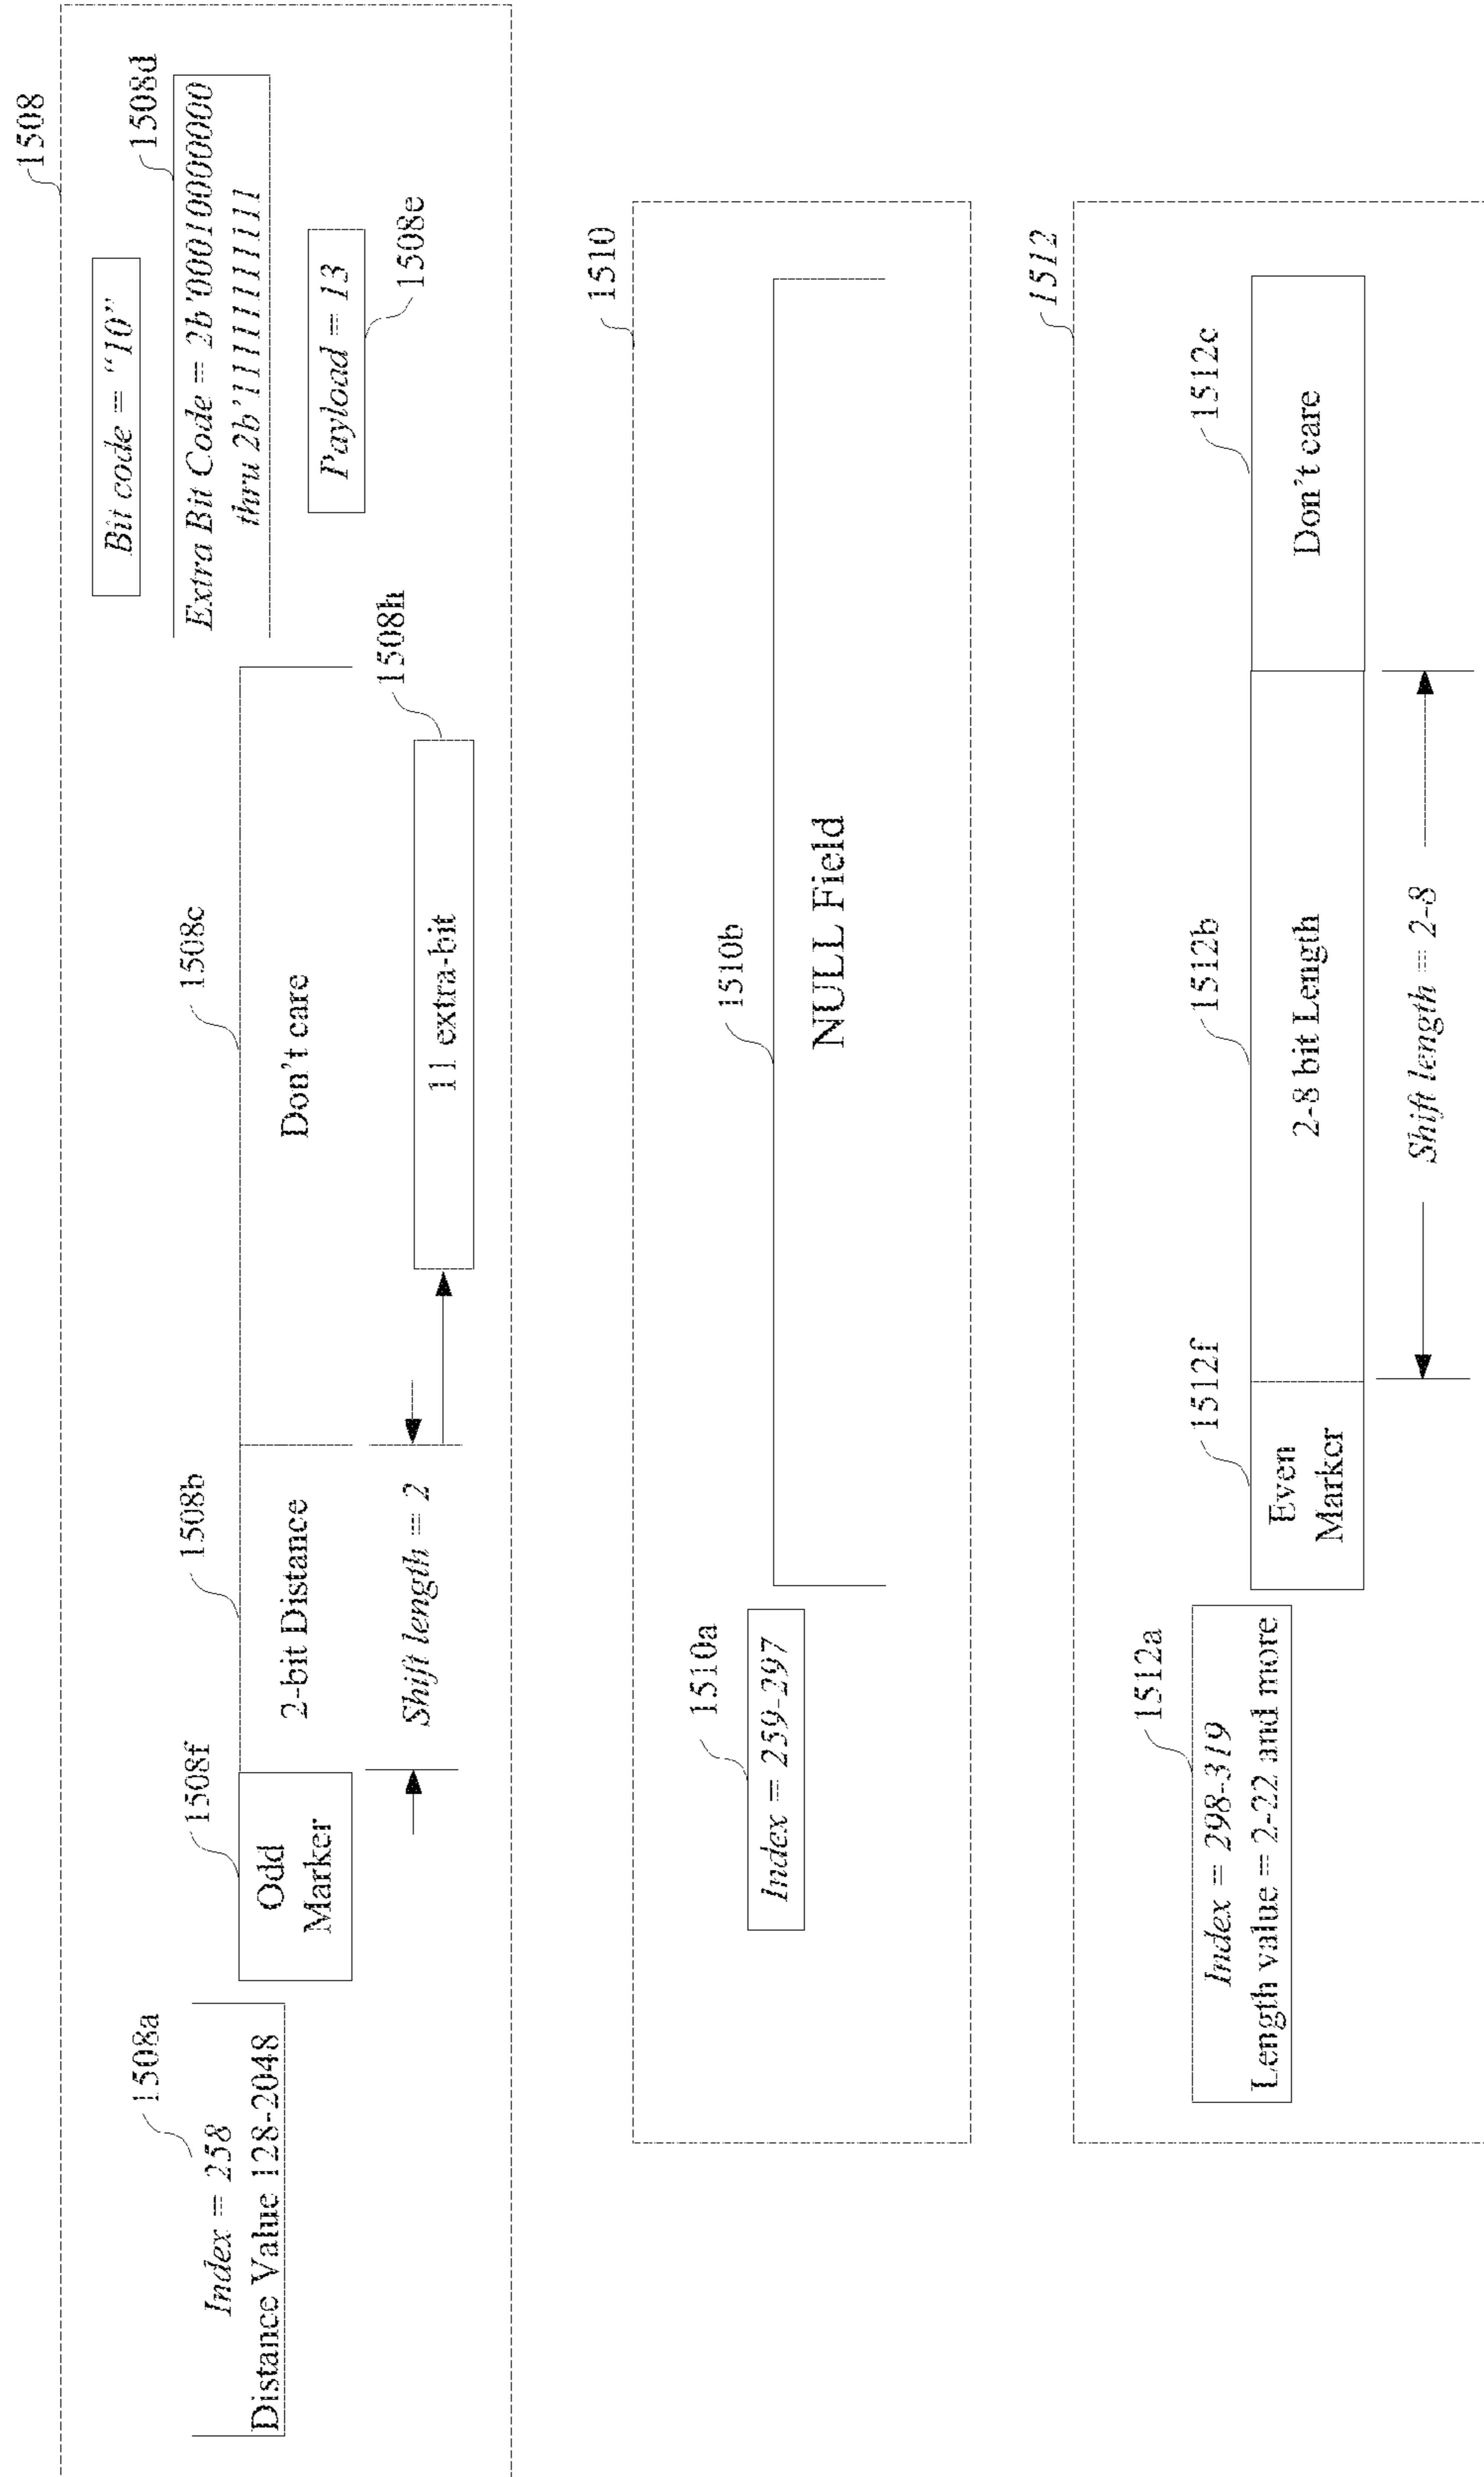 1508
Bit code = “10”
1508d
Extra Bit Code = 2b'00010000000
thru 2b'11111111111
Payload = 13
1508e
1508a
Index = 258
Distance Value 128-2048
1508f
Odd
Marker
1508b
2-bit Distance
Shift length = 2
1508c
Don't care
1508h
11 extra-bit
1510
1510a
Index = 259-297
1510b
NULL Field
1512
1512a
Index = 298-319
Length value = 2-22 and more
1512f
Even
Marker
1512b
2-8 bit Length
Shift length = 2-8
1512c
Don't care